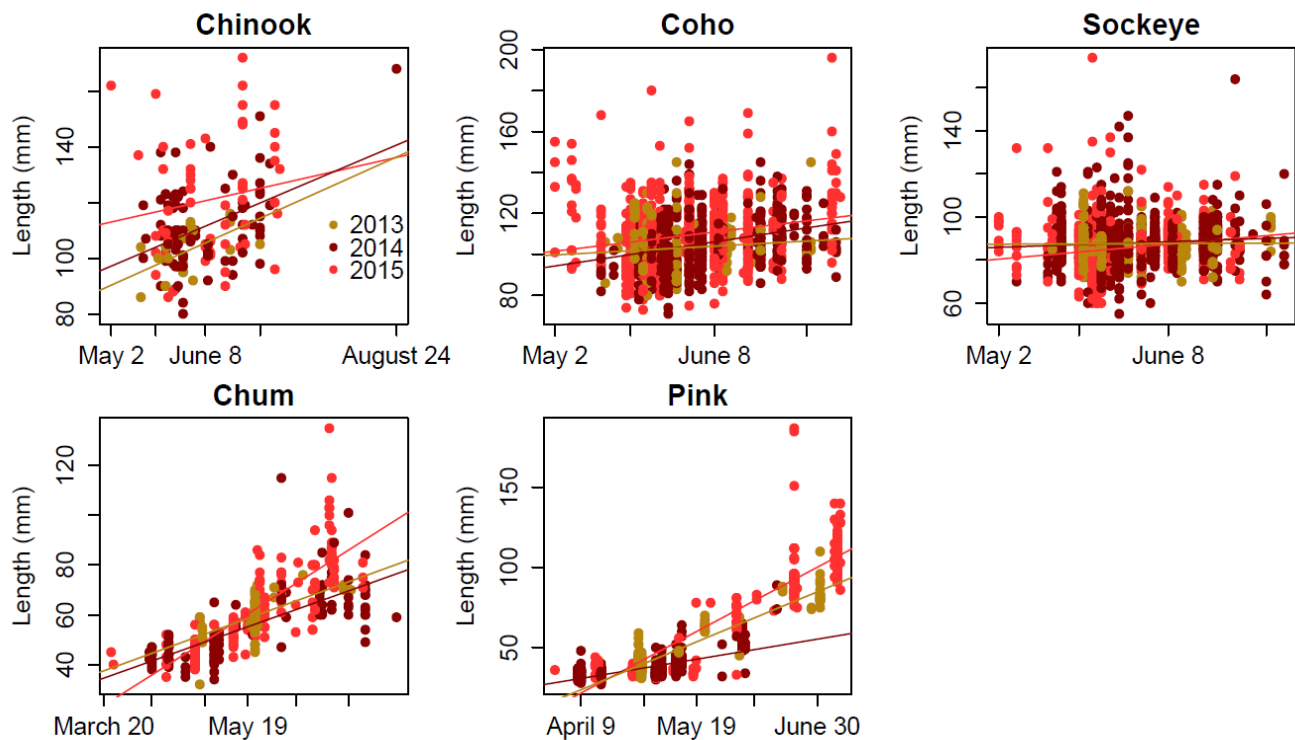 Chinook
Length (mm)
80 100 120 140
2013
2014
2015
May 2 June 8 August 24
Coho
Length (mm)
80 120 160 200
May 2 June 8
Sockeye
Length (mm)
60 100 140
May 2 June 8
Chum
Length (mm)
40 60 80 120
March 20 May 19
Pink
Length (mm)
50 100 150
April 9 May 19 June 30